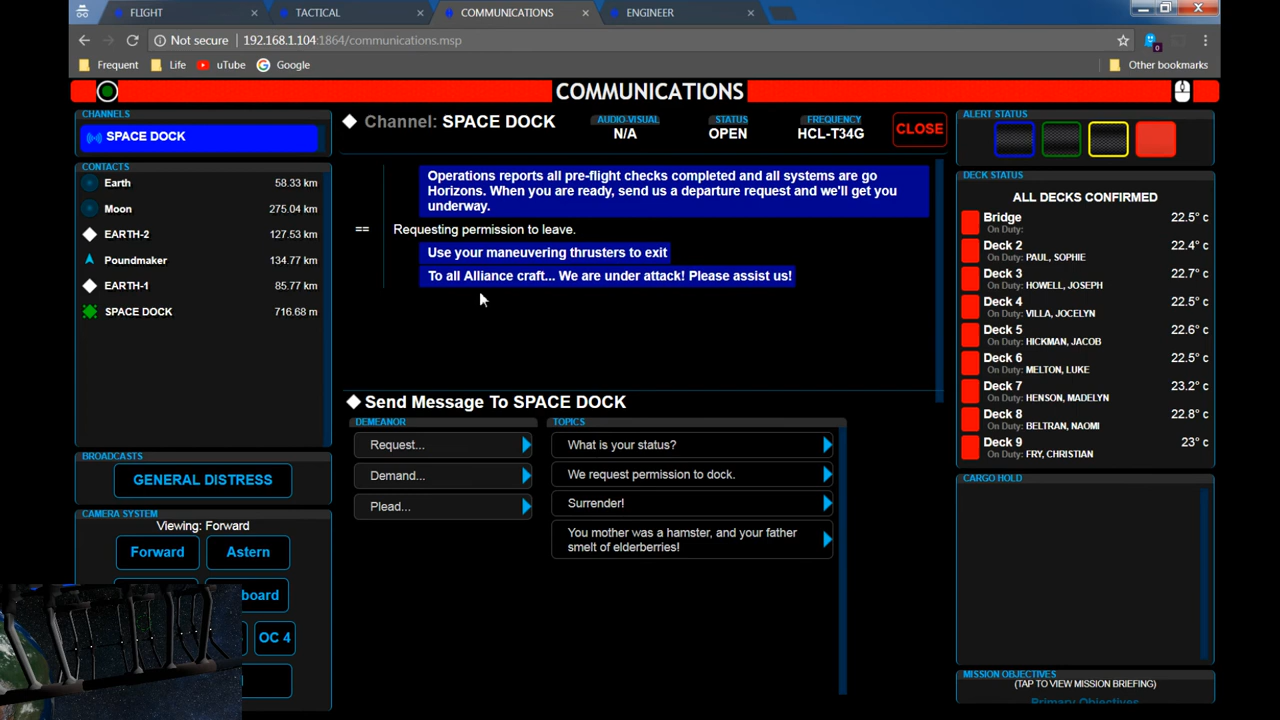 FLIGHT
TACTICAL
COMMUNICATIONS
ENGINEER
Not secure 192.168.1.104:1864/communications.msp
0
Frequent
Life
uTube
Google
Other bookmarks
COMMUNICATIONS
CHANNELS
SPACE DOCK
CONTACTS
Earth 58.33 km
Moon 275.04 km
EARTH-2 127.53 km
Poundmaker 134.77 km
EARTH-1 85.77 km
SPACE DOCK 716.68 m
BROADCASTS
GENERAL DISTRESS
CAMERA SYSTEM
Viewing: Forward
Forward
Astern
board
OC 4
Channel: SPACE DOCK
AUDIO-VISUAL
N/A
STATUS
OPEN
FREQUENCY
HCL-T34G
CLOSE
Operations reports all pre-flight checks completed and all systems are go
Horizons. When you are ready, send us a departure request and we'll get you
underway.
== Requesting permission to leave.
Use your maneuvering thrusters to exit
To all Alliance craft... We are under attack! Please assist us!
Send Message To SPACE DOCK
DEMEANOR
Request...
Demand...
Plead...
TOPICS
What is your status?
We request permission to dock.
Surrender!
You mother was a hamster, and your father
smelt of elderberries!
ALERT STATUS
DECK STATUS
ALL DECKS CONFIRMED
Bridge 22.5° c
On Duty:
Deck 2 22.4° c
On Duty: PAUL, SOPHIE
Deck 3 22.7° c
On Duty: HOWELL, JOSEPH
Deck 4 22.5° c
On Duty: VILLA, JOCELYN
Deck 5 22.6° c
On Duty: HICKMAN, JACOB
Deck 6 22.5° c
On Duty: MELTON, LUKE
Deck 7 23.2° c
On Duty: HENSON, MADELYN
Deck 8 22.8° c
On Duty: BELTRAN, NAOMI
Deck 9 23° c
On Duty: FRY, CHRISTIAN
CARGO HOLD
MISSION OBJECTIVES
(TAP TO VIEW MISSION BRIEFING)
Primary Objectives